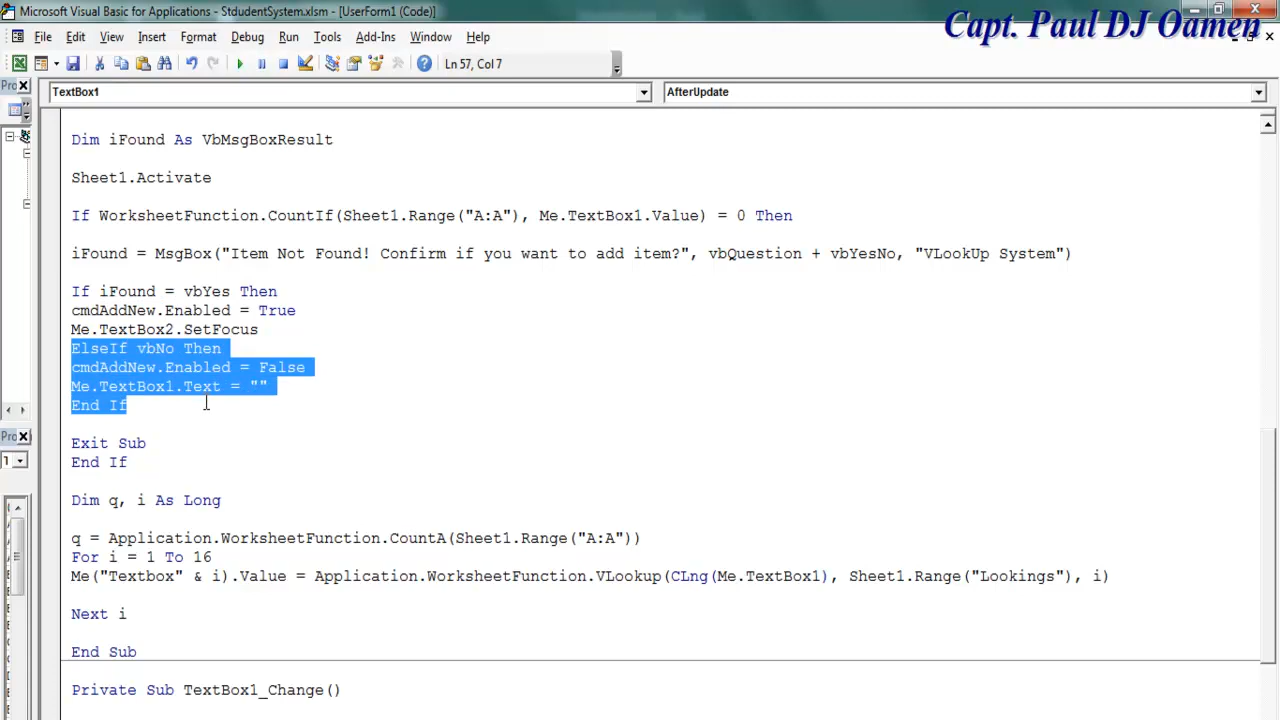 Microsoft Visual Basic for Applications - StdudentSystem.xlsm - [UserForm1 (Code)]
Capt. Paul DJ Oamen
File Edit View Insert Format Debug Run Tools Add-Ins Window Help
Ln 57, Col 7
Pro
TextBox1 AfterUpdate
Dim iFound As VbMsgBoxResult
Sheet1.Activate
If WorksheetFunction.CountIf(Sheet1.Range("A:A"), Me.TextBox1.Value) = 0 Then
iFound = MsgBox("Item Not Found! Confirm if you want to add item?", vbQuestion + vbYesNo, "VLookUp System")
If iFound = vbYes Then
cmdAddNew.Enabled = True
Me.TextBox2.SetFocus
ElseIf vbNo Then
cmdAddNew.Enabled = False
Me.TextBox1.Text = ""
End If
Pro
Exit Sub
End If
Dim q, i As Long
q = Application.WorksheetFunction.CountA(Sheet1.Range("A:A"))
For i = 1 To 16
Me("Textbox" & i).Value = Application.WorksheetFunction.VLookup(CLng(Me.TextBox1), Sheet1.Range("Lookings"), i)
Next i
End Sub
Private Sub TextBox1_Change()